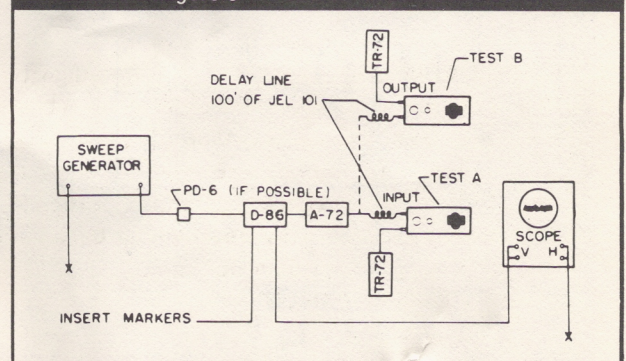 TR-72
TEST B
DELAY LINE
100' OF JEL 101
OUTPUT
SWEEP
GENERATOR
PD-6 (IF POSSIBLE)
D-86
A-72
INPUT
TEST A
TR-72
SCOPE
V H
INSERT MARKERS
X
X